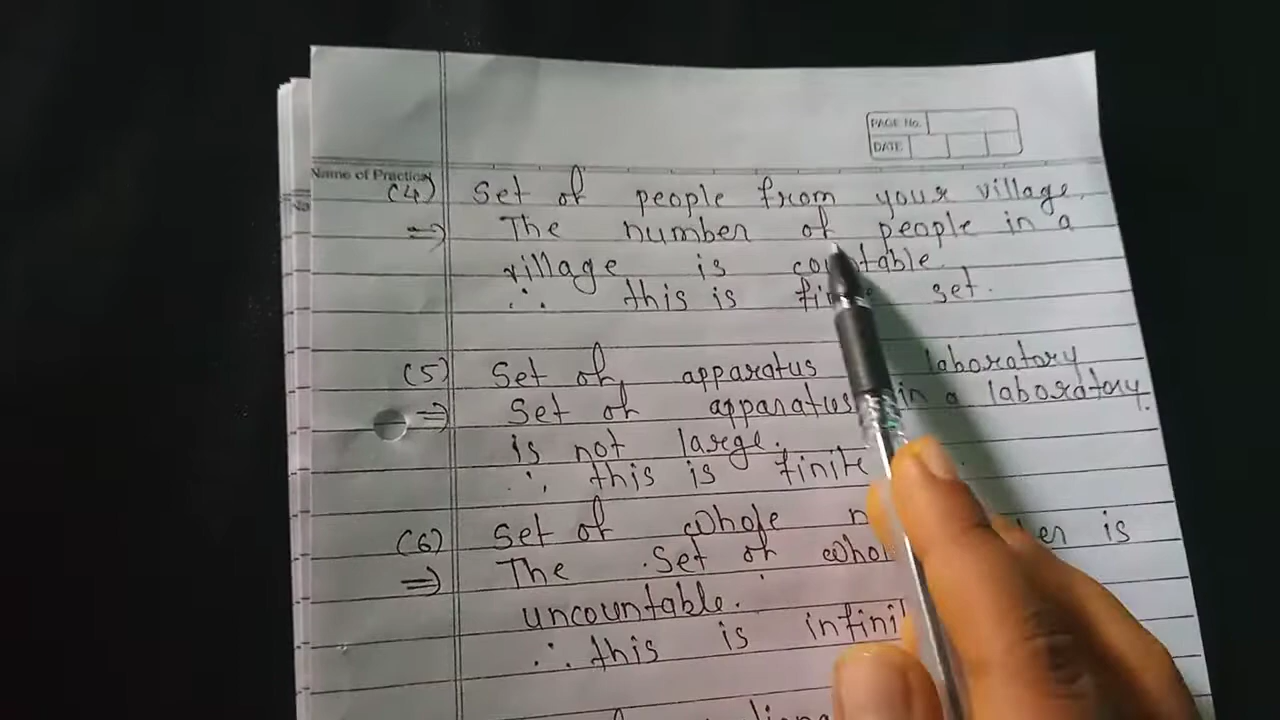 PAGE No.
DATE
Name of Practical
(4) Set of people from your village.
⇒ The number of people in a
village is countable.
∴ this is set.
(5) Set of apparatus laboratory
⇒ Set of apparatus in a laboratory.
is not large.
∴ this is finite
(6) Set of whole
⇒ The Set of is
uncountable.
∴ this is